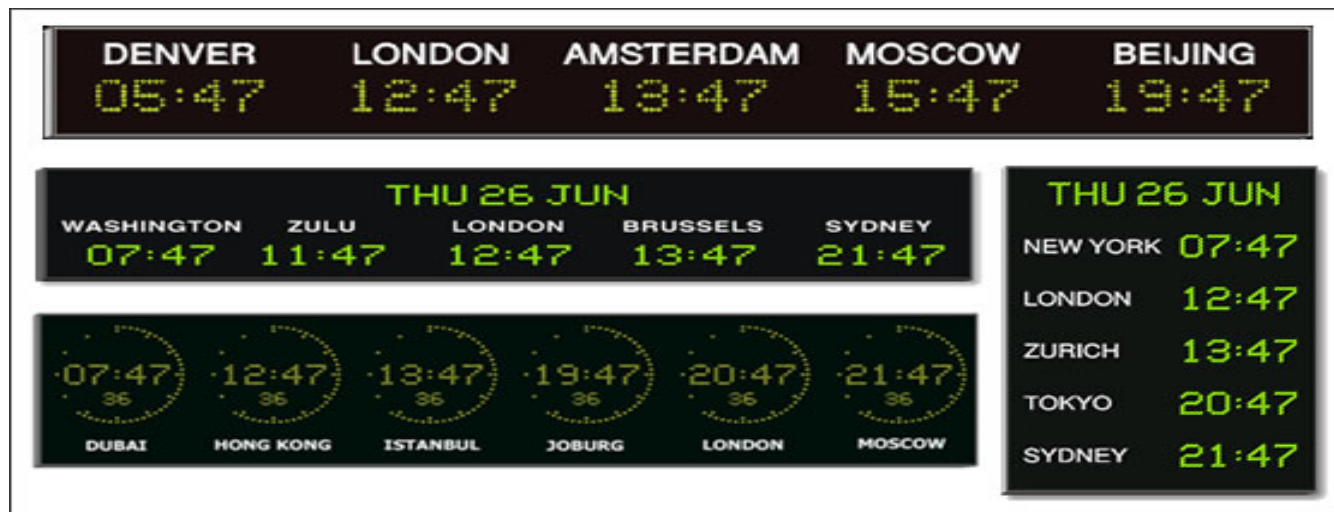 DENVER LONDON AMSTERDAM MOSCOW BEIJING
05:47 12:47 13:47 15:47 19:47
THU 26 JUN
WASHINGTON ZULU LONDON BRUSSELS SYDNEY
07:47 11:47 12:47 13:47 21:47
07:47 12:47 13:47 19:47 20:47 21:47
36 36 36 36 36 36
DUBAI HONG KONG ISTANBUL JOBURG LONDON MOSCOW
THU 26 JUN
NEW YORK 07:47
LONDON 12:47
ZURICH 13:47
TOKYO 20:47
SYDNEY 21:47